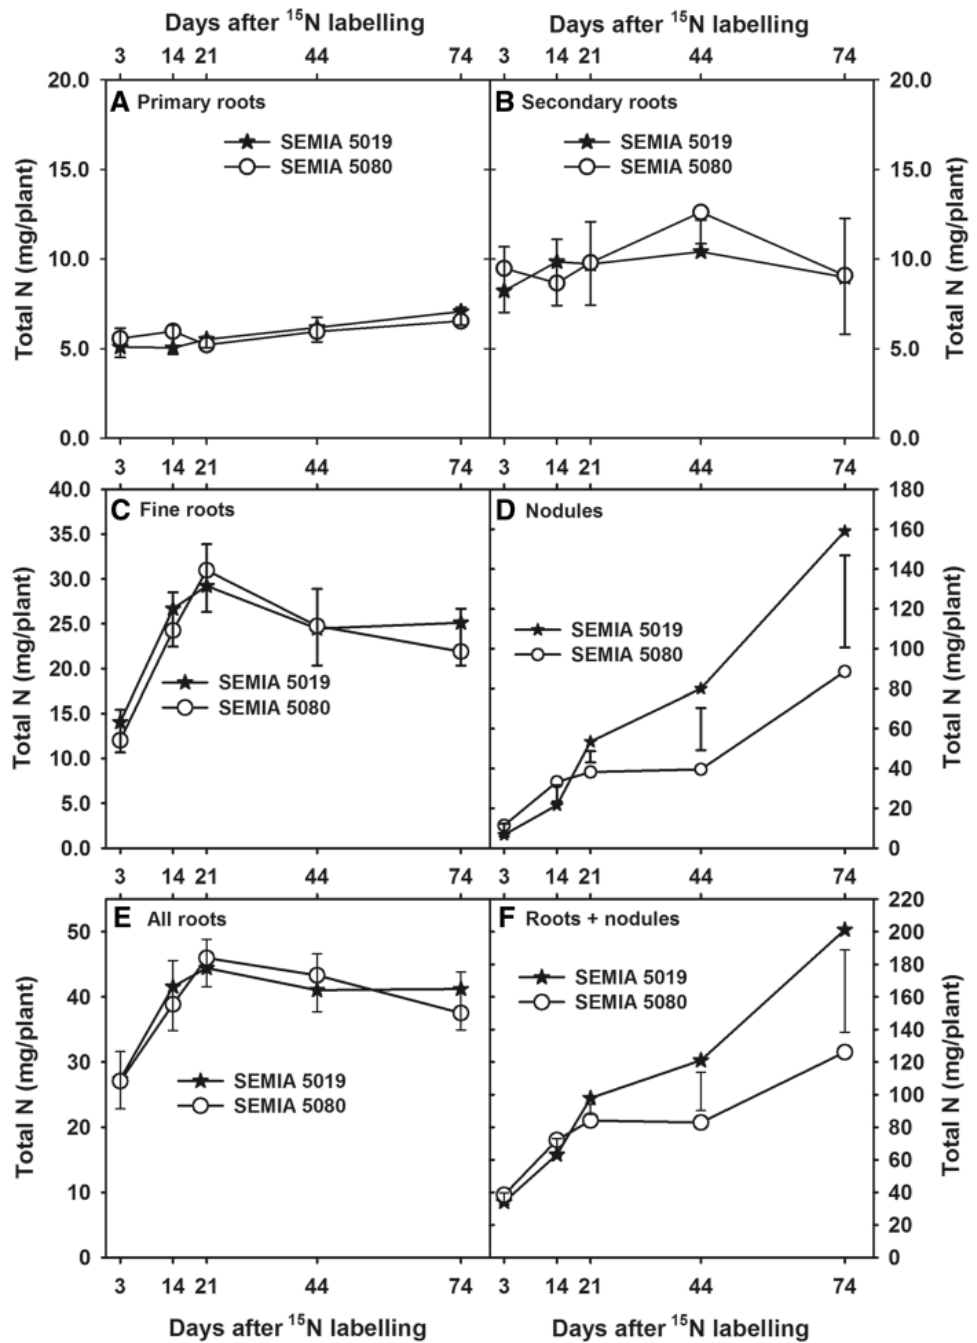 Days after ¹⁵N labelling
Days after ¹⁵N labelling
3 14 21 44 74
3 14 21 44 74
A Primary roots
SEMIA 5019
SEMIA 5080
20.0
15.0
10.0
5.0
0.0
Total N (mg/plant)
B Secondary roots
SEMIA 5019
SEMIA 5080
20.0
15.0
10.0
5.0
0.0
Total N (mg/plant)
3 14 21 44 74
3 14 21 44 74
C Fine roots
SEMIA 5019
SEMIA 5080
40.0
35.0
30.0
25.0
20.0
15.0
10.0
5.0
0.0
Total N (mg/plant)
D Nodules
SEMIA 5019
SEMIA 5080
180
160
140
120
100
80
60
40
20
0
Total N (mg/plant)
3 14 21 44 74
3 14 21 44 74
E All roots
SEMIA 5019
SEMIA 5080
50
40
30
20
10
0
Total N (mg/plant)
F Roots + nodules
SEMIA 5019
SEMIA 5080
220
200
180
160
140
120
100
80
60
40
20
0
Total N (mg/plant)
3 14 21 44 74
3 14 21 44 74
Days after ¹⁵N labelling
Days after ¹⁵N labelling